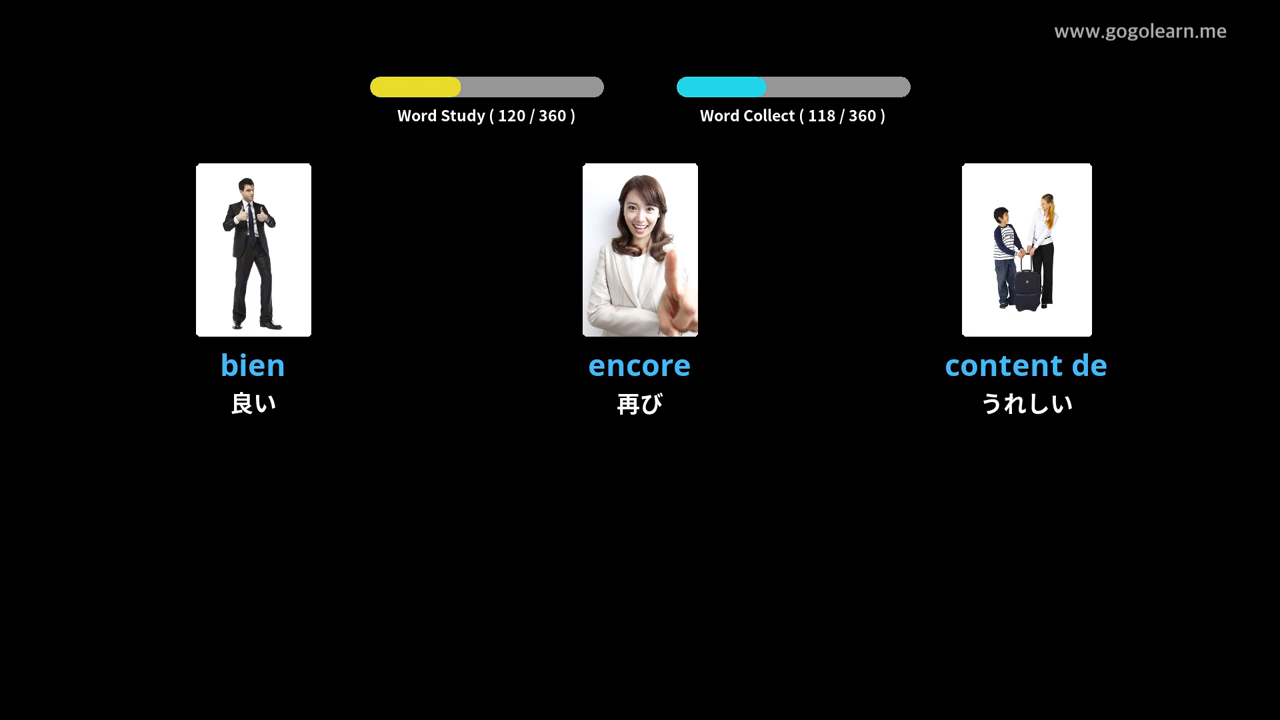 www.gogolearn.me
Word Study ( 120 / 360 )
Word Collect ( 118 / 360 )
bien
encore
content de
良い
再び
うれしい